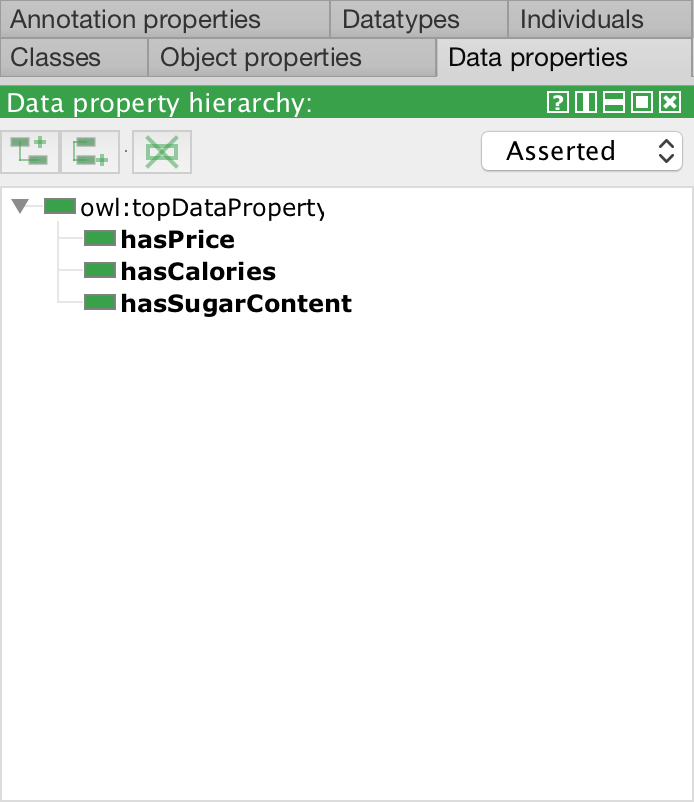 Annotation properties Datatypes Individuals
Classes Object properties Data properties
Data property hierarchy:
Asserted
owl:topDataProperty
hasPrice
hasCalories
hasSugarContent